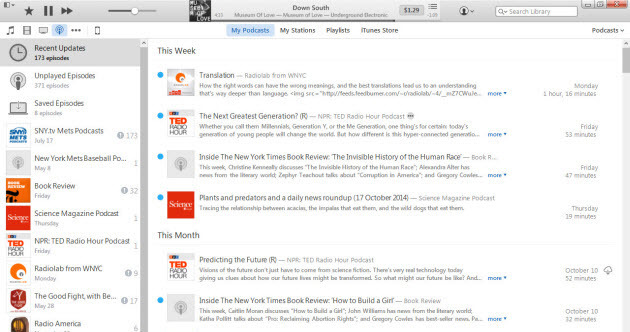 Down South
4:15
Museum Of Love — Museum of Love — Underground Electronic
$1.29
Search Library
My Podcasts
My Stations
Playlists
iTunes Store
Podcasts
Recent Updates
173 episodes
Unplayed Episodes
371 episodes
Saved Episodes
8 episodes
SNY.tv Mets Podcasts
July 17
173
New York Mets Baseball Po...
May 8
1
Book Review
Friday
32
Science Magazine Podcast
Thursday
1
NPR: TED Radio Hour Podcast
Friday
1
Radiolab from WNYC
Monday
9
The Good Fight, with Be...
May 28
17
Radio America
This Week
Translation — Radiolab from WNYC
How the right words can have the wrong meanings, and the best translations lead us to an understanding
that's way deeper than language. <img src="http://feeds.feedburner.com/~r/radiolab/~4/__mZ7CWuJe...
more
Monday
1 hour, 16 minutes
The Next Greatest Generation? (R) — NPR: TED Radio Hour Podcast
Whether you call them Millennials, Generation Y, or the Me Generation, one thing's for certain: today's
generation of young people will change the world. But how different is this hyper-connected generatio...
more
Friday
53 minutes
Inside The New York Times Book Review: 'The Invisible History of the Human Race' — Book R...
This week, Christine Kenneally discusses "The Invisible History of the Human Race"; Alexandra Alter has
news from the literary world; Zephyr Teachout talks about "Corruption in America"; and Gregory Cowles...
more
Friday
47 minutes
Plants and predators and a daily news roundup (17 October 2014) — Science Magazine Podcast
Tracing the relationship between acacias, the impalas that eat them, and the wild dogs that eat them.
Thursday
19 minutes
This Month
Predicting the Future (R) — NPR: TED Radio Hour Podcast
Visions of the future don't just have to come from science fiction. There's very real technology today
giving us clues about how our future lives might be transformed. So what might our future be like? And...
more
October 10
52 minutes
Inside The New York Times Book Review: 'How to Build a Girl' — Book Review
This week, Caitlin Moran discusses "How to Build a Girl"; John Williams has news from the literary world;
Katha Pollitt talks about "Pro: Reclaiming Abortion Rights"; and Gregory Cowles has best-seller news. Pa...
more
October 10
32 minutes